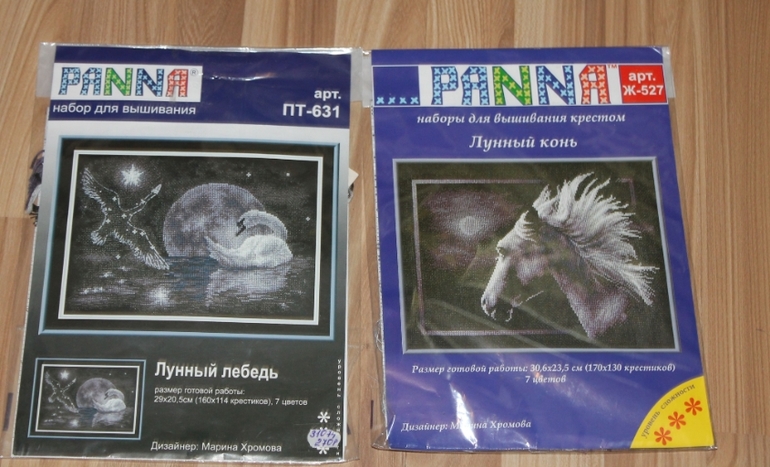 PANNA®
арт.
ПТ-631
набор для вышивания
Лунный лебедь
размер готовой работы:
29х20,5см (160х114 крестиков), 7 цветов
Дизайнер: Марина Хромова
PANNA
арт.
Ж-527
наборы для вышивания крестом
Лунный конь
Размер готовой работы: 30,6х23,5 см (170х130 крестиков)
7 цветов
уровень сложности
Дизайнер: Марина Хромова